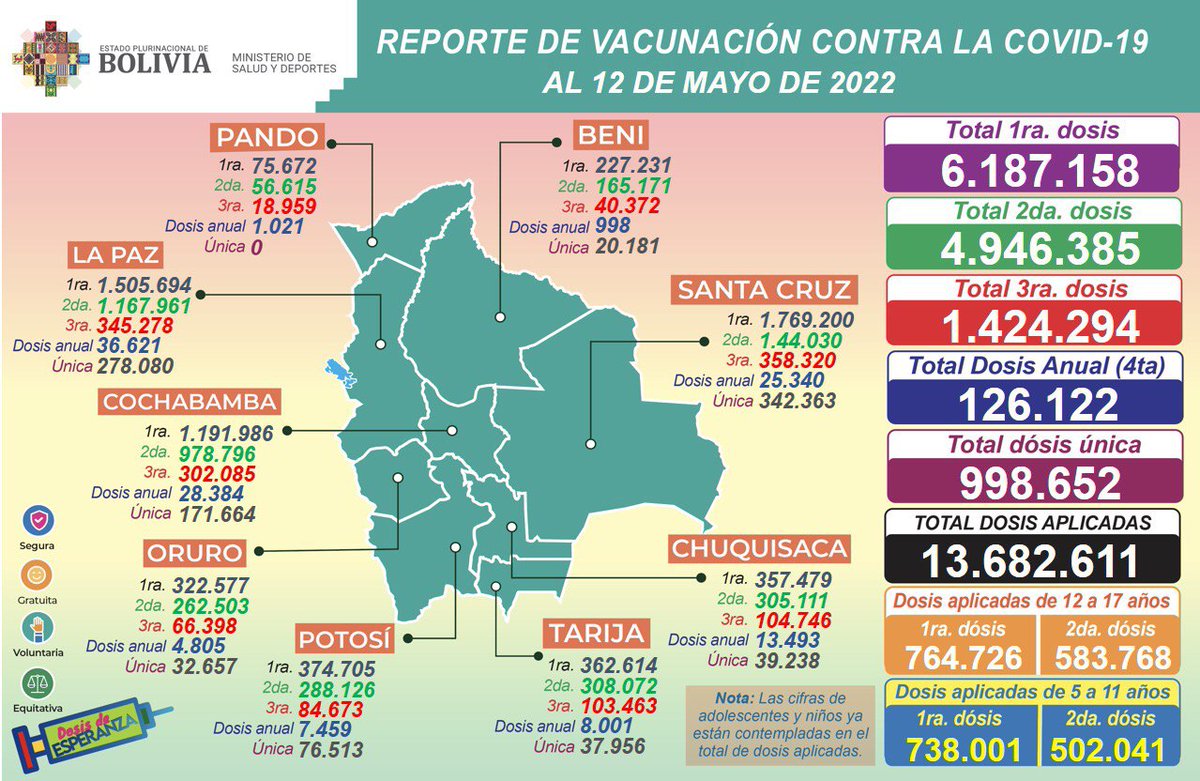 ESTADO PLURINACIONAL DE
BOLIVIA
MINISTERIO DE
SALUD Y DEPORTES
REPORTE DE VACUNACIÓN CONTRA LA COVID-19
AL 12 DE MAYO DE 2022
PANDO
1ra. 75.672
2da. 56.615
3ra. 18.959
Dosis anual 1.021
Única 0
BENI
1ra. 227.231
2da. 165.171
3ra. 40.372
Dosis anual 998
Única 20.181
LA PAZ
1ra. 1.505.694
2da. 1.167.961
3ra. 345.278
Dosis anual 36.621
Única 278.080
SANTA CRUZ
1ra. 1.769.200
2da. 1.44.030
3ra. 358.320
Dosis anual 25.340
Única 342.363
COCHABAMBA
1ra. 1.191.986
2da. 978.796
3ra. 302.085
Dosis anual 28.384
Única 171.664
ORURO
1ra. 322.577
2da. 262.503
3ra. 66.398
Dosis anual 4.805
Única 32.657
CHUQUISACA
1ra. 357.479
2da. 305.111
3ra. 104.746
Dosis anual 13.493
Única 39.238
POTOSÍ
1ra. 374.705
2da. 288.126
3ra. 84.673
Dosis anual 7.459
Única 76.513
TARIJA
1ra. 362.614
2da. 308.072
3ra. 103.463
Dosis anual 8.001
Única 37.956
Segura
Gratuita
Voluntaria
Equitativa
Dosis de
ESPERANZA
Nota: Las cifras de
adolescentes y niños ya
están contempladas en el
total de dosis aplicadas.
Total 1ra. dosis
6.187.158
Total 2da. dosis
4.946.385
Total 3ra. dosis
1.424.294
Total Dosis Anual (4ta)
126.122
Total dósis única
998.652
TOTAL DOSIS APLICADAS
13.682.611
Dosis aplicadas de 12 a 17 años
1ra. dósis 2da. dósis
764.726 583.768
Dosis aplicadas de 5 a 11 años
1ra. dósis 2da. dósis
738.001 502.041